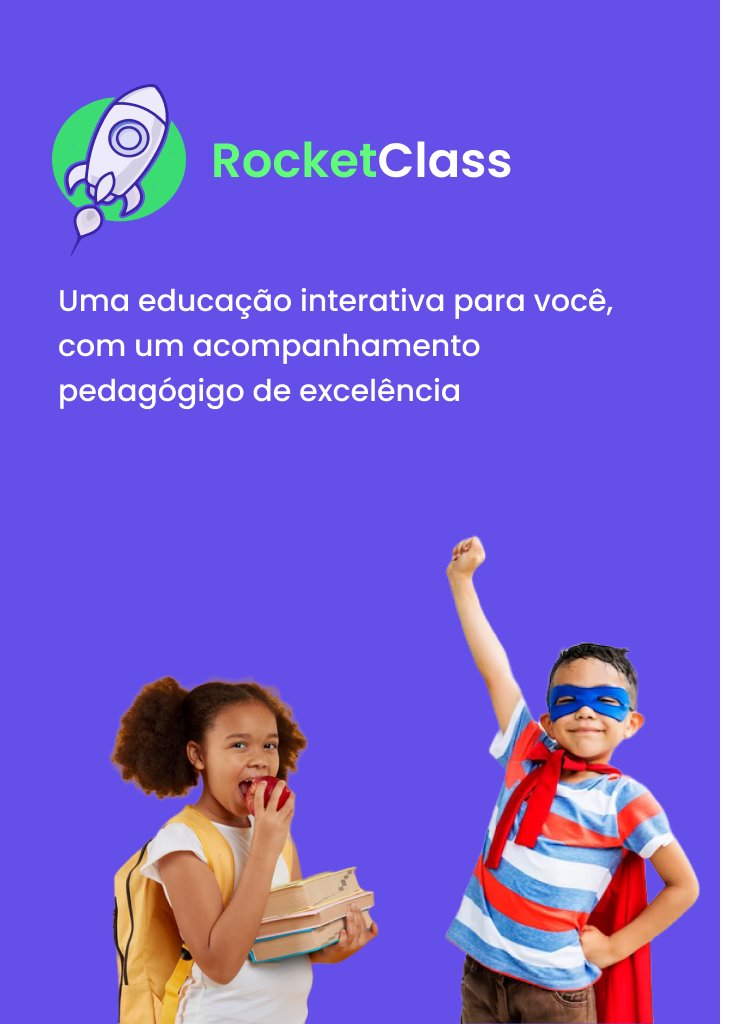 RocketClass
Uma educação interativa para você,
com um acompanhamento
pedagógigo de excelência